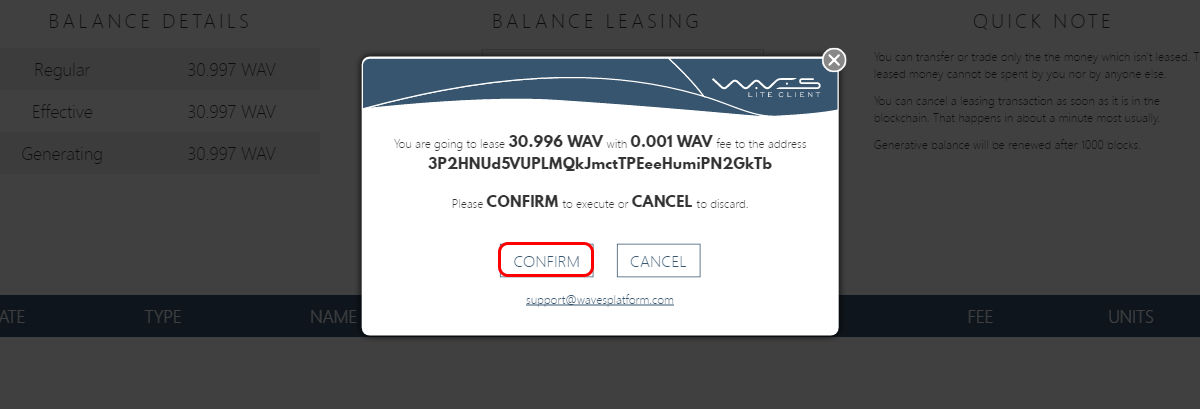 BALANCE DETAILS
Regular 30.997 WAV
Effective 30.997 WAV
Generating 30.997 WAV
BALANCE LEASING
QUICK NOTE
You can transfer or trade only the the money which isn't leased. T
leased money cannot be spent by you nor by anyone else.
You can cancel a leasing transaction as soon as it is in the
blockchain. That happens in about a minute most usually.
Generative balance will be renewed after 1000 blocks.
WAVES
LITE CLIENT
You are going to lease 30.996 WAV with 0.001 WAV fee to the address
3P2HNUd5VUPLMQkJmctTPEeeHumiPN2GkTb
Please CONFIRM to execute or CANCEL to discard.
CONFIRM CANCEL
support@wavesplatform.com
ATE TYPE NAME FEE UNITS